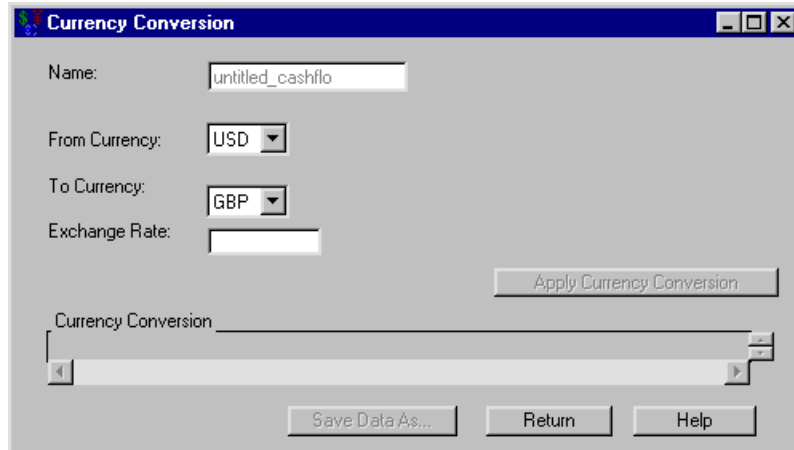 Currency Conversion
Name: untitled_cashflo
From Currency: USD
To Currency: GBP
Exchange Rate:
Apply Currency Conversion
Currency Conversion
Save Data As... Return Help